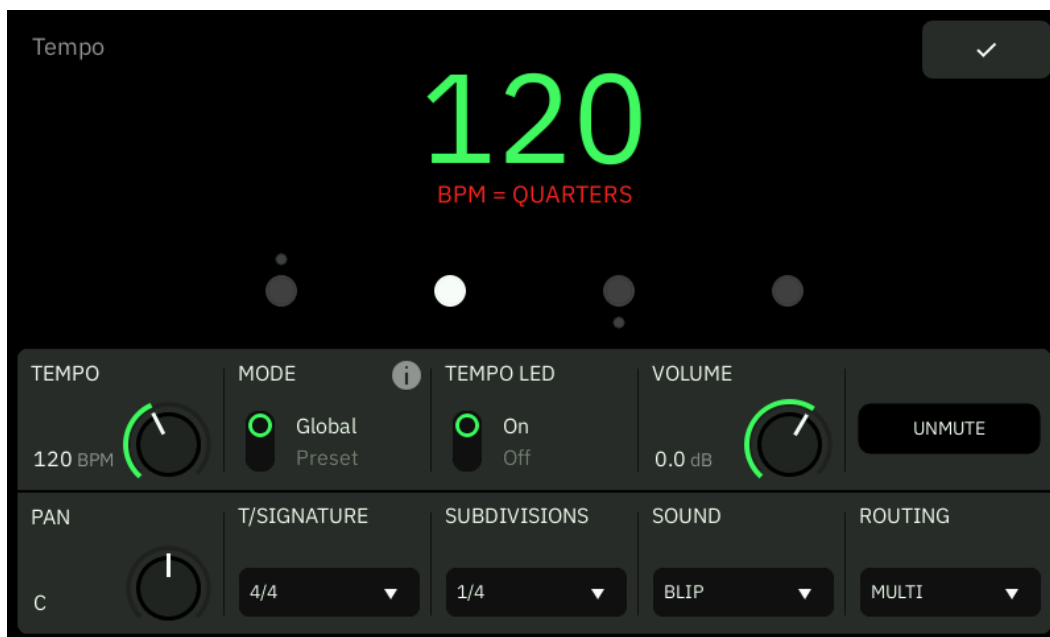 Tempo
120
BPM = QUARTERS
TEMPO
120 BPM
MODE
i
Global
Preset
TEMPO LED
On
Off
VOLUME
0.0 dB
UNMUTE
PAN
C
T/SIGNATURE
4/4
SUBDIVISIONS
1/4
SOUND
BLIP
ROUTING
MULTI